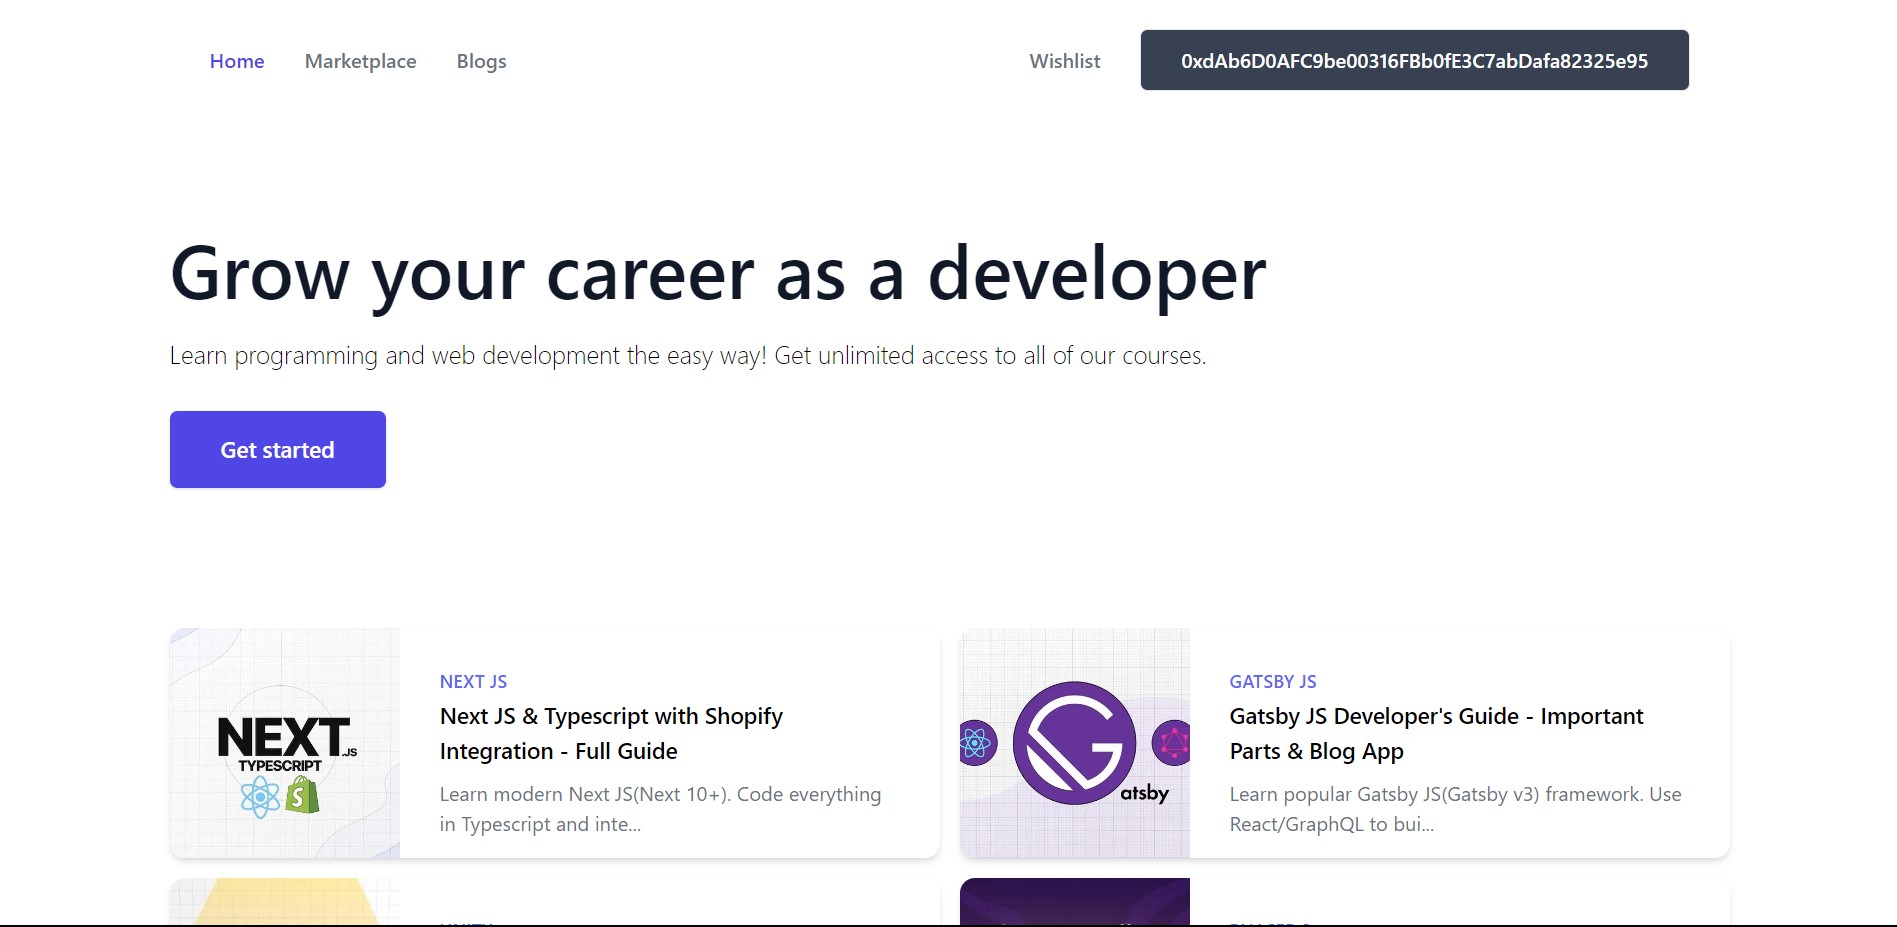 Home Marketplace Blogs Wishlist 0xdAb6D0AFC9be00316FBb0fE3C7abDafa82325e95
Grow your career as a developer
Learn programming and web development the easy way! Get unlimited access to all of our courses.
Get started
NEXT.JS
TYPESCRIPT
NEXT JS
Next JS & Typescript with Shopify
Integration - Full Guide
Learn modern Next JS(Next 10+). Code everything
in Typescript and inte...
atsby
GATSBY JS
Gatsby JS Developer's Guide - Important
Parts & Blog App
Learn popular Gatsby JS(Gatsby v3) framework. Use
React/GraphQL to bui...